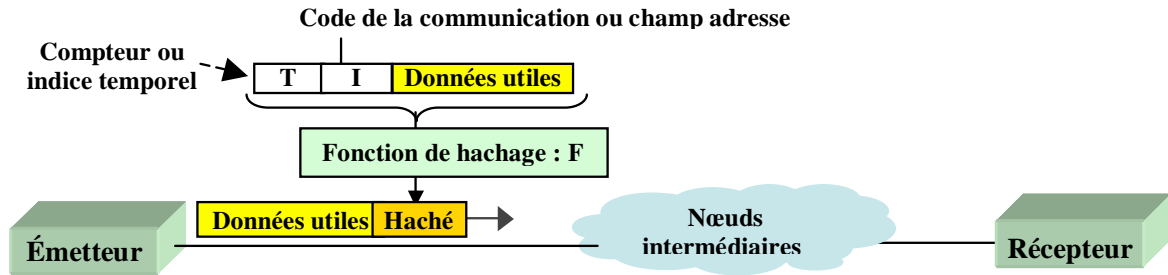 Code de la communication ou champ adresse
Compteur ou
indice temporel
T I Données utiles
Fonction de hachage : F
Données utiles Haché
Émetteur
Nœuds
intermédiaires
Récepteur